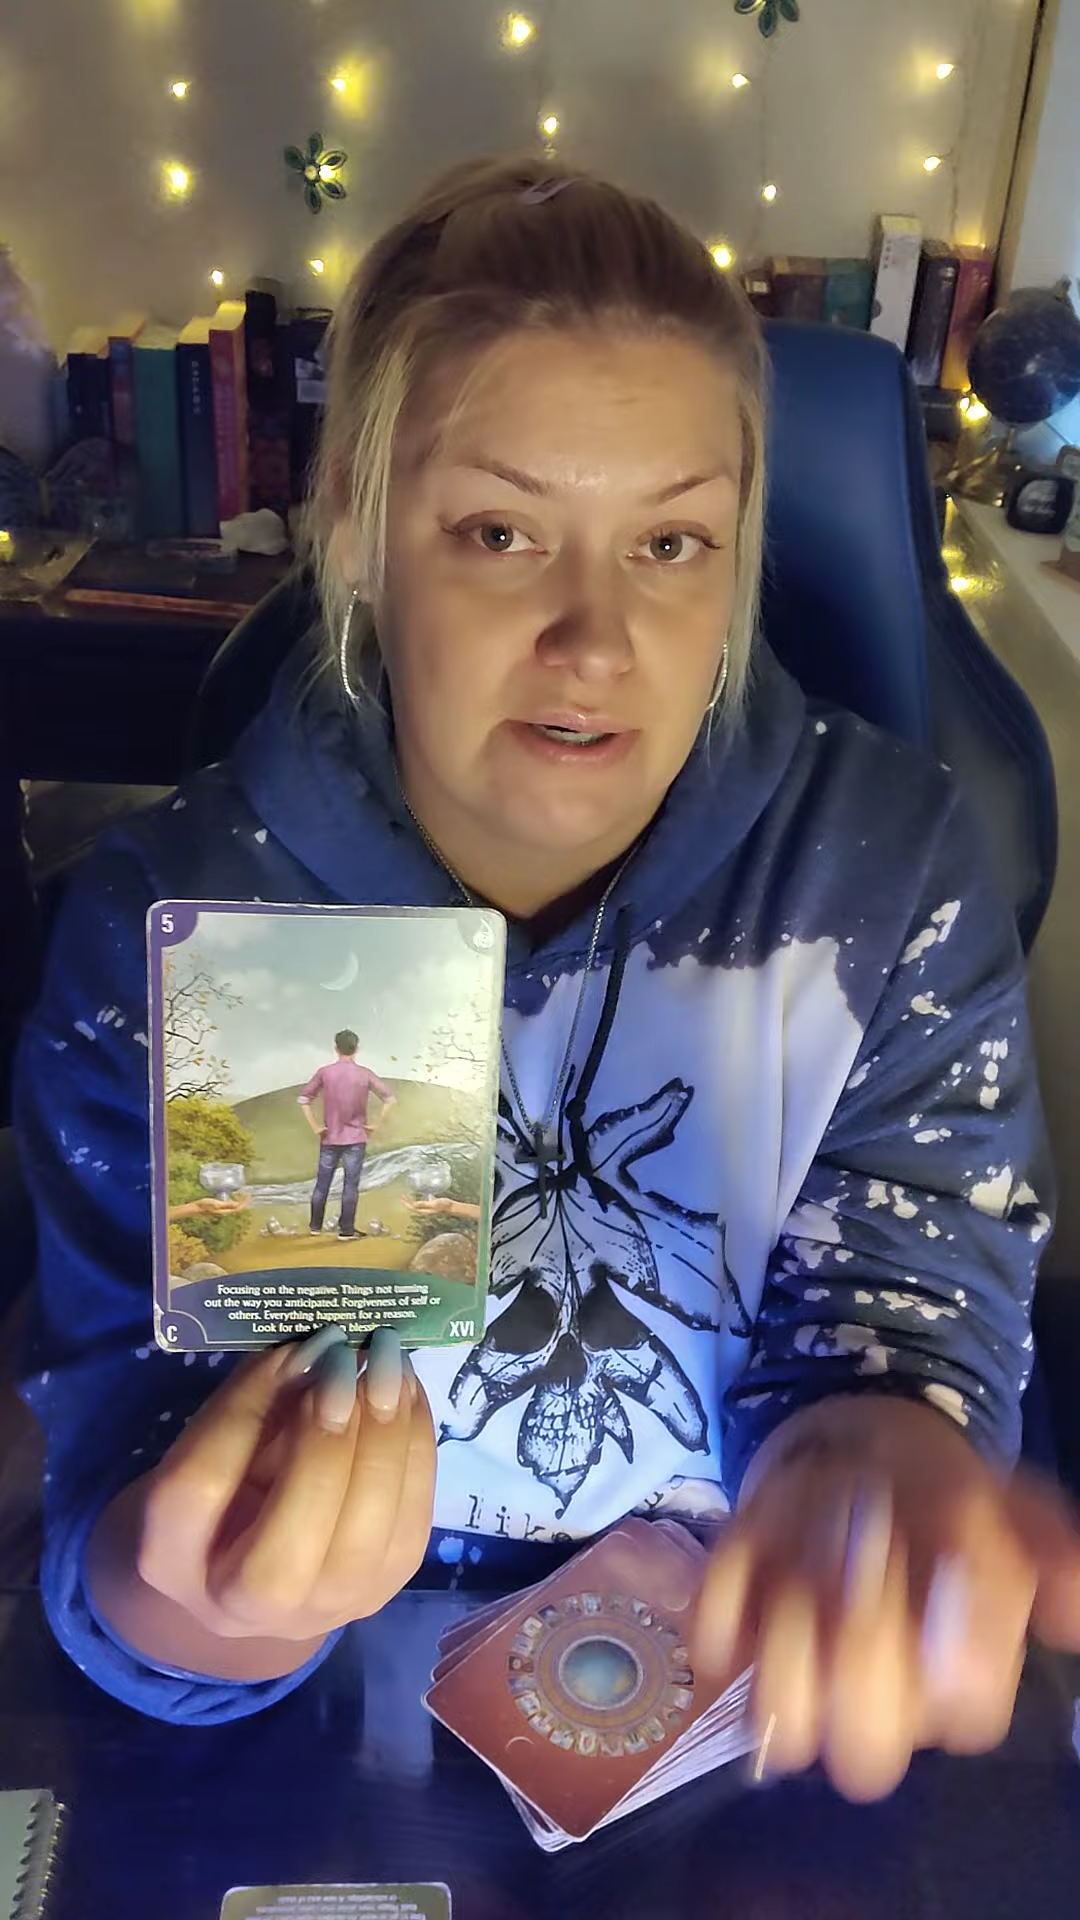 5
Focusing on the negative. Things not turning
out the way you anticipated. Forgiveness of self or
others. Everything happens for a reason.
Look for the
C
XVI
like